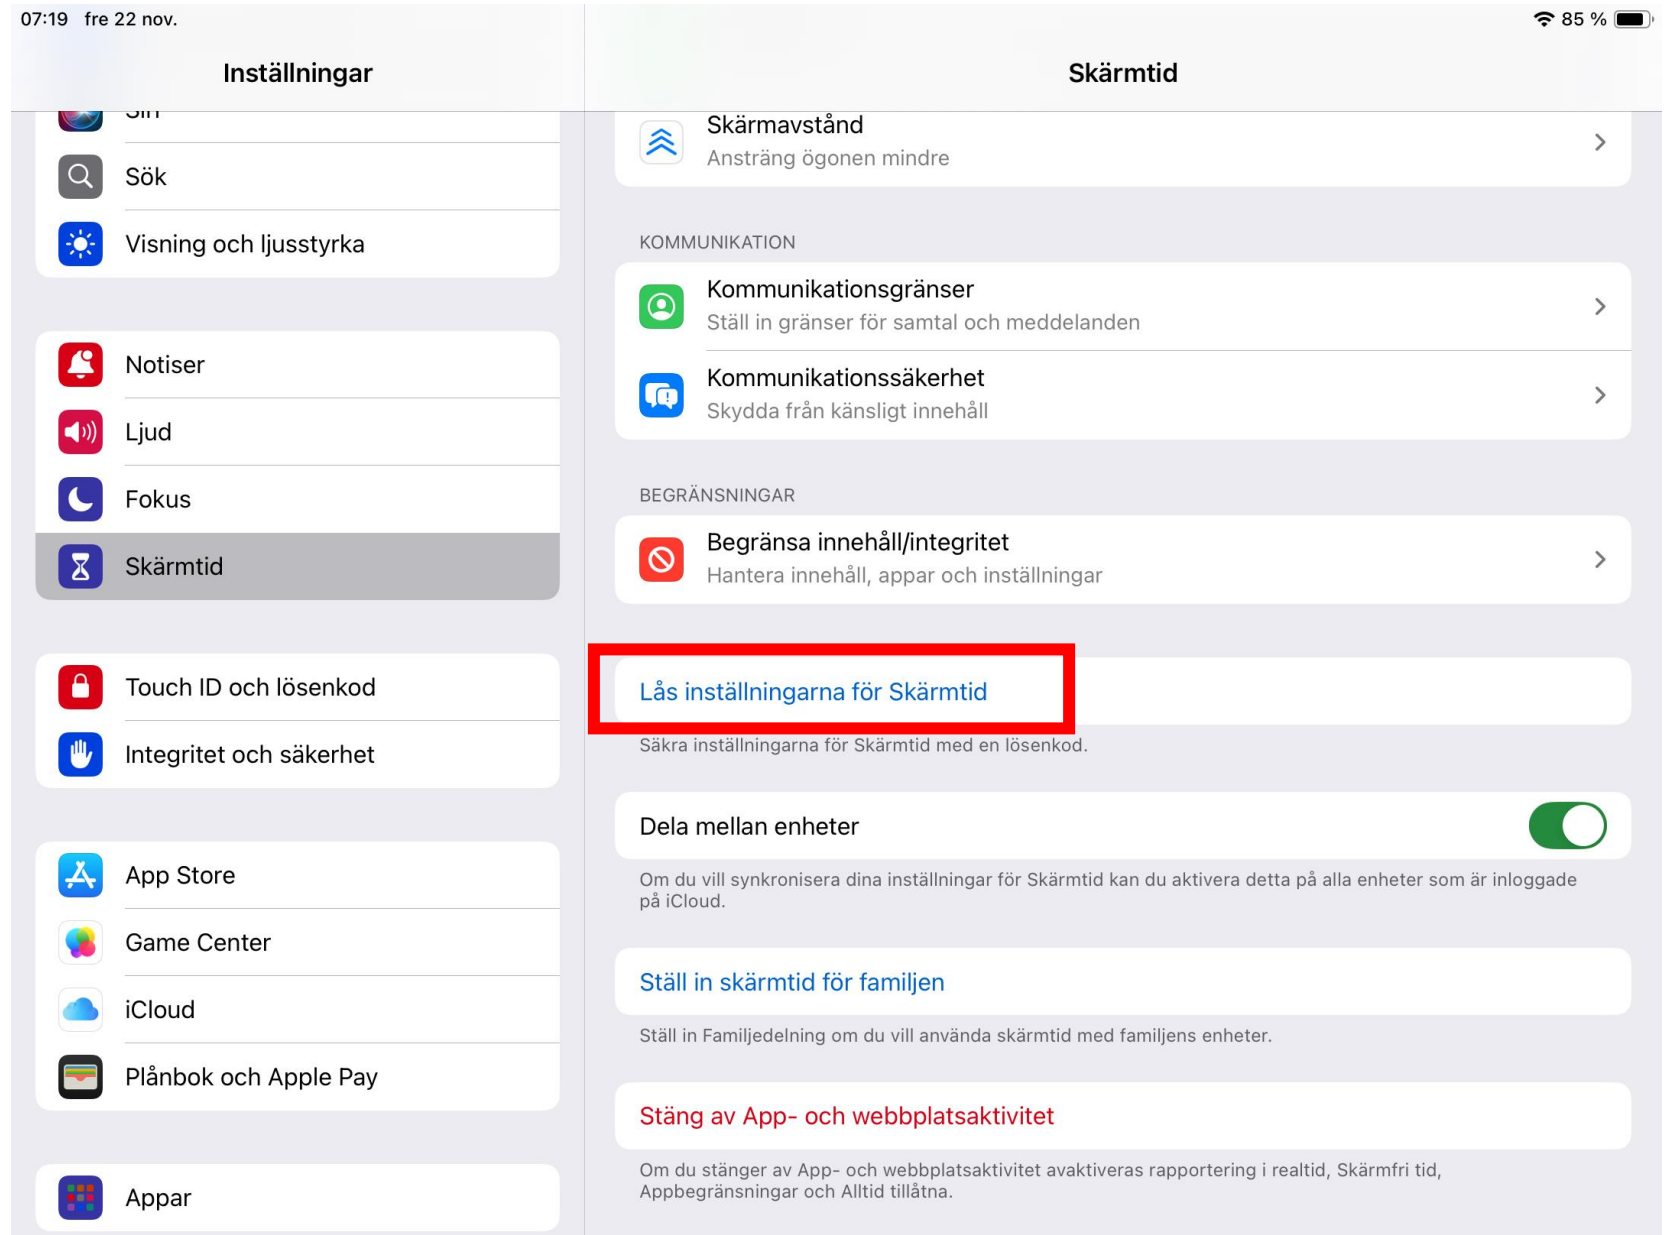 07:19 fre 22 nov.
85 %
Inställningar
Siri
Sök
Visning och ljusstyrka
Notiser
Ljud
Fokus
Skärmtid
Touch ID och lösenkod
Integritet och säkerhet
App Store
Game Center
iCloud
Plånbok och Apple Pay
Appar
Skärmtid
Skärmavstånd
Ansträng ögonen mindre
KOMMUNIKATION
Kommunikationsgränser
Ställ in gränser för samtal och meddelanden
Kommunikationssäkerhet
Skydda från känsligt innehåll
BEGRÄNSNINGAR
Begränsa innehåll/integritet
Hantera innehåll, appar och inställningar
Lås inställningarna för Skärmtid
Säkra inställningarna för Skärmtid med en lösenkod.
Dela mellan enheter
Om du vill synkronisera dina inställningar för Skärmtid kan du aktivera detta på alla enheter som är inloggade
på iCloud.
Ställ in skärmtid för familjen
Ställ in Familjedelning om du vill använda skärmtid med familjens enheter.
Stäng av App- och webbplatsaktivitet
Om du stänger av App- och webbplatsaktivitet avaktiveras rapportering i realtid, Skärmfri tid,
Appbegränsningar och Alltid tillåtna.